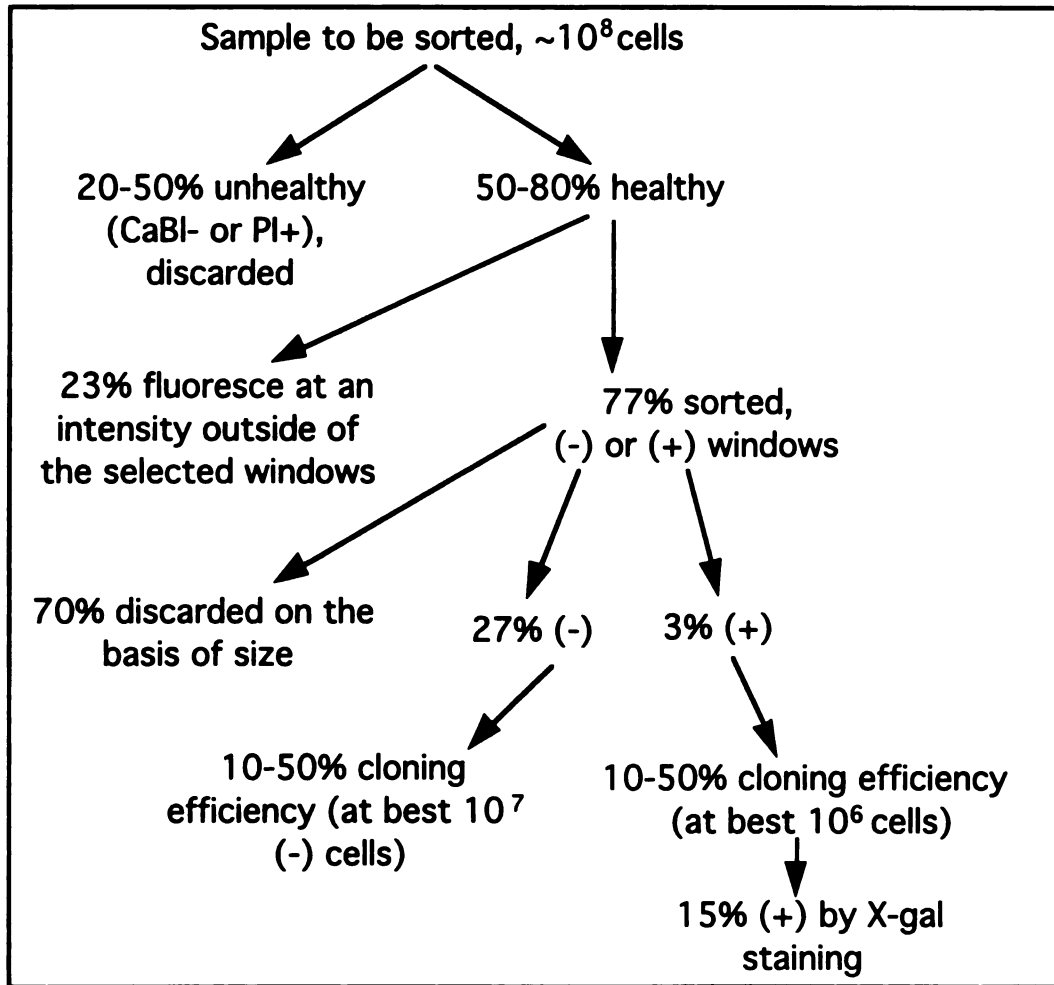 Sample to be sorted, ~10⁸ cells
20-50% unhealthy
(CaBl- or PI+),
discarded
50-80% healthy
23% fluoresce at an
intensity outside of
the selected windows
77% sorted,
(-) or (+) windows
70% discarded on the
basis of size
27% (-)
3% (+)
10-50% cloning
efficiency (at best 10⁷
(-) cells)
10-50% cloning efficiency
(at best 10⁶ cells)
15% (+) by X-gal
staining